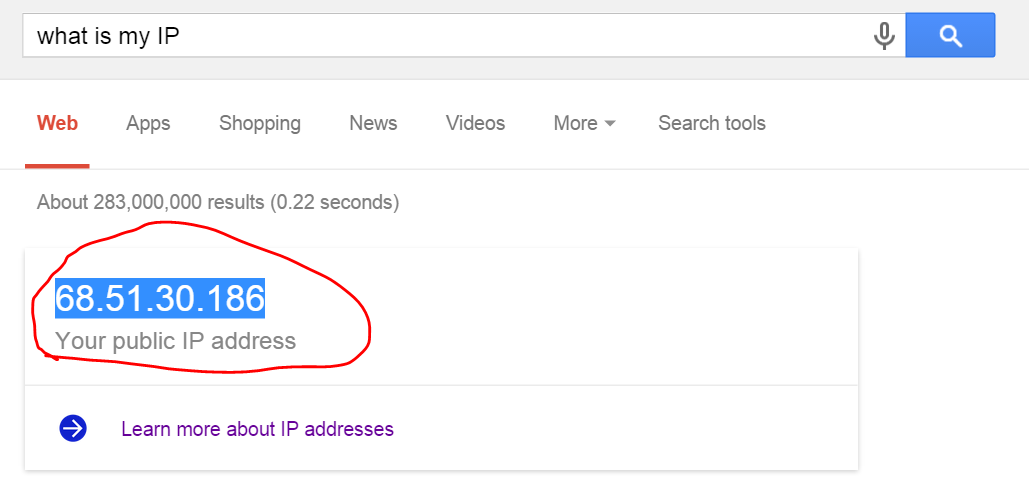 what is my IP
Web Apps Shopping News Videos More Search tools
About 283,000,000 results (0.22 seconds)
68.51.30.186
Your public IP address
Learn more about IP addresses